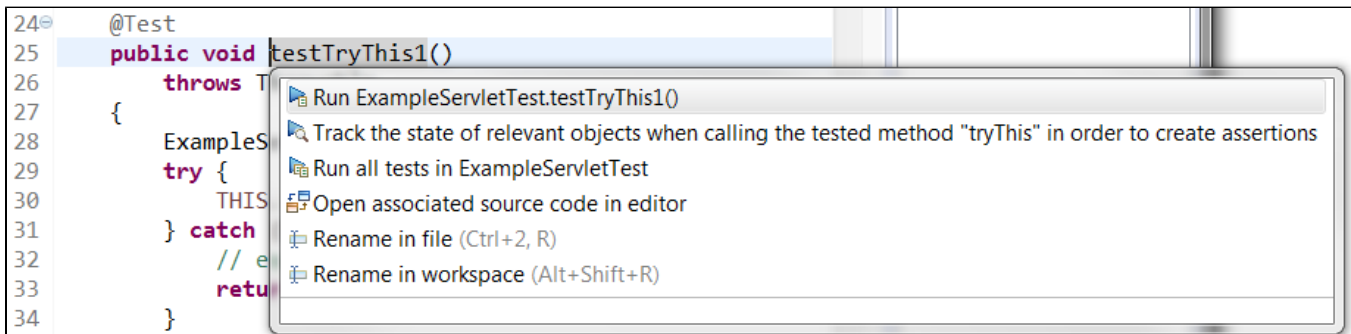 24 @Test
25 public void testTryThis1()
26 throws T
Run ExampleServletTest.testTryThis1()
27 {
Track the state of relevant objects when calling the tested method "tryThis" in order to create assertions
28 ExampleS
Run all tests in ExampleServletTest
29 try {
30 THIS
Open associated source code in editor
31 } catch
Rename in file (Ctrl+2, R)
32 // e
Rename in workspace (Alt+Shift+R)
33 retu
34 }